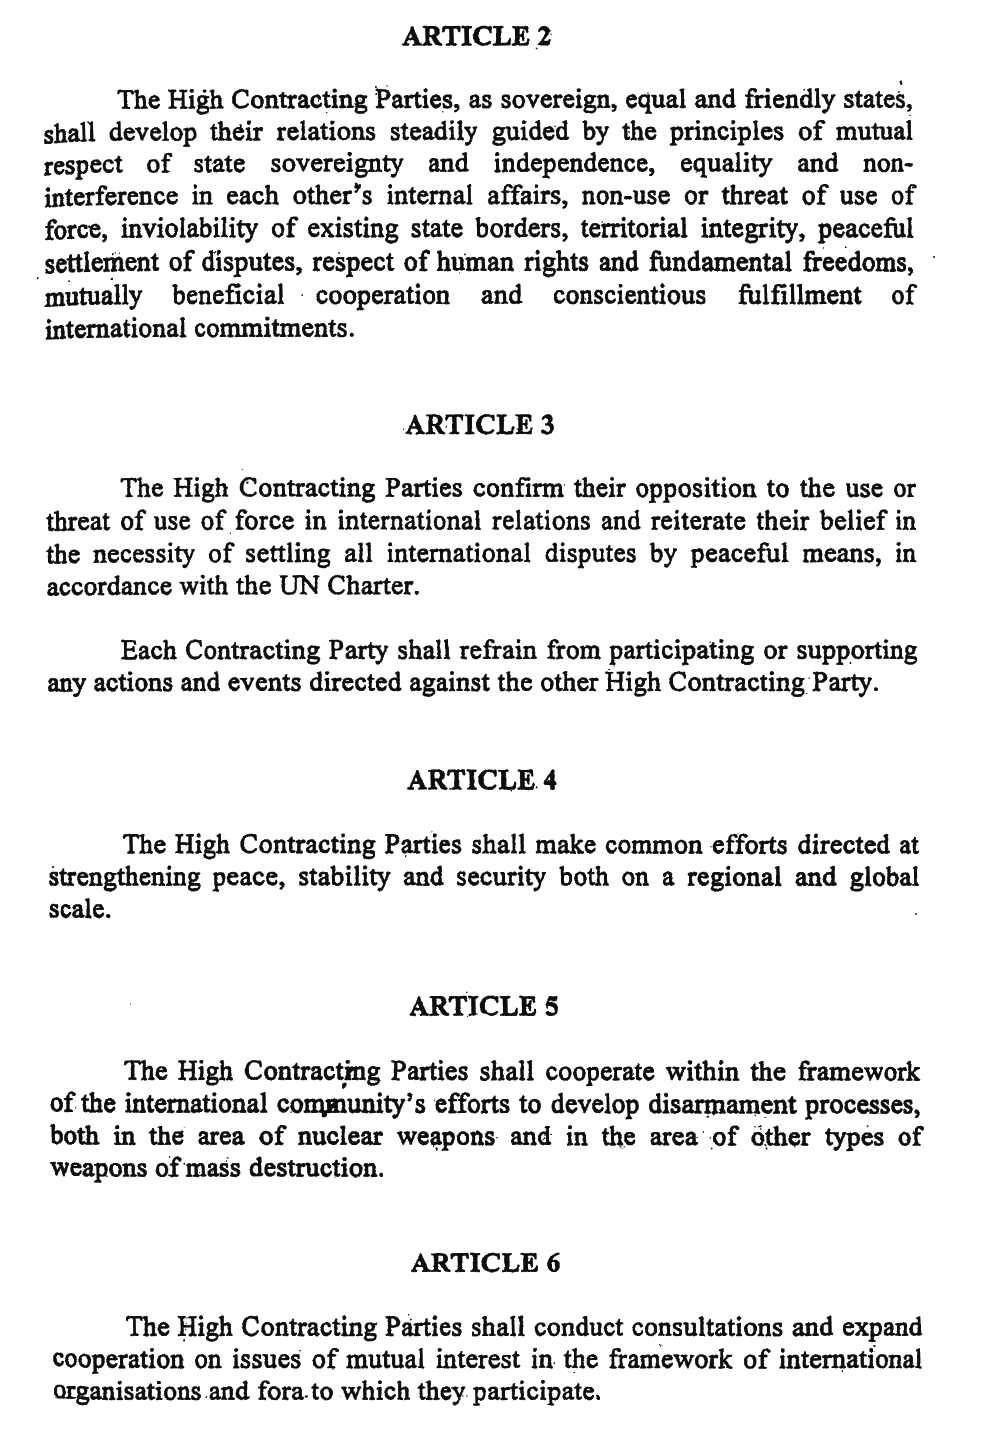 ARTICLE 2
The High Contracting Parties, as sovereign, equal and friendly states,
shall develop their relations steadily guided by the principles of mutual
respect of state sovereignty and independence, equality and non-
interference in each other's internal affairs, non-use or threat of use of
force, inviolability of existing state borders, territorial integrity, peaceful
settlement of disputes, respect of human rights and fundamental freedoms,
mutually beneficial cooperation and conscientious fulfillment of
international commitments.
ARTICLE 3
The High Contracting Parties confirm their opposition to the use or
threat of use of force in international relations and reiterate their belief in
the necessity of settling all international disputes by peaceful means, in
accordance with the UN Charter.
Each Contracting Party shall refrain from participating or supporting
any actions and events directed against the other High Contracting Party.
ARTICLE 4
The High Contracting Parties shall make common efforts directed at
strengthening peace, stability and security both on a regional and global
scale.
ARTICLE 5
The High Contracting Parties shall cooperate within the framework
of the international community's efforts to develop disarmament processes,
both in the area of nuclear weapons and in the area of other types of
weapons of mass destruction.
ARTICLE 6
The High Contracting Parties shall conduct consultations and expand
cooperation on issues of mutual interest in the framework of international
organisations and fora to which they participate.